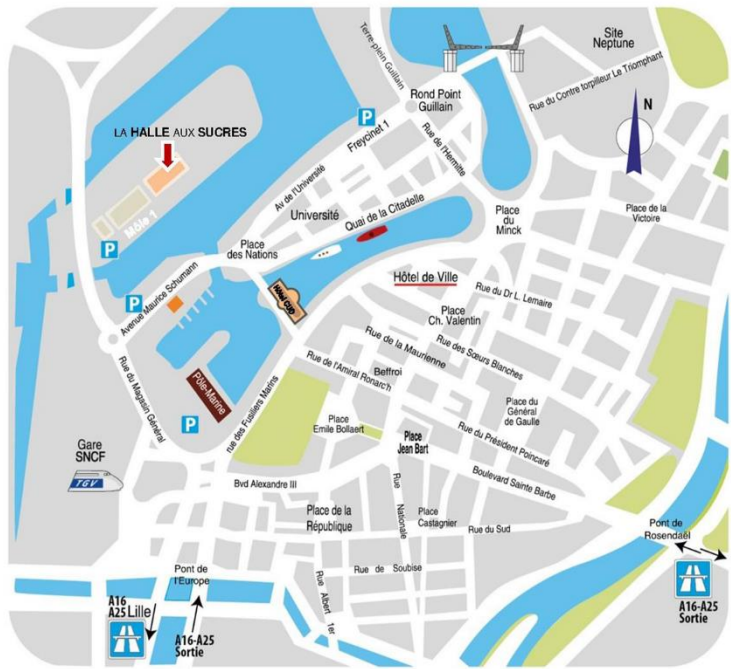 Site
Neptune
Terre-plein Guillain
Rue du Contre torpilleur Le Triomphant
Rond Point
Guillain
N
P
Freycinet 1
Rue de l'Hermitte
LA HALLE AUX SUCRES
Av de l'Université
Université
Quai de la Citadelle
Place
du
Minck
Place de la
Victoire
Môle 1
P
Place
des Nations
Avenue Maurice Schumann
P
Hôtel CUD
Hôtel de Ville
Rue du Dr L. Lemaire
Place
Ch. Valentin
Rue de la Maurienne
Rue des Sœurs Blanches
Rue de l'Amiral Ronarc'h
Beffroi
Rue du Magasin Général
Pôle-Marine
P
rue des Fusiliers Marins
Place
Emile Bollaert
Place du
Général
de Gaulle
Rue du Président Poincaré
Place
Jean Bart
Boulevard Sainte Barbe
Gare
SNCF
TGV
Bvd Alexandre III
Rue Nationale
Place de la
République
Place
Castagnier
Rue du Sud
Pont de
Rosendaël
Rue de Soubise
Rue Albert 1er
Pont de
l'Europe
A16
A25 Lille
A16-A25
Sortie
A16-A25
Sortie